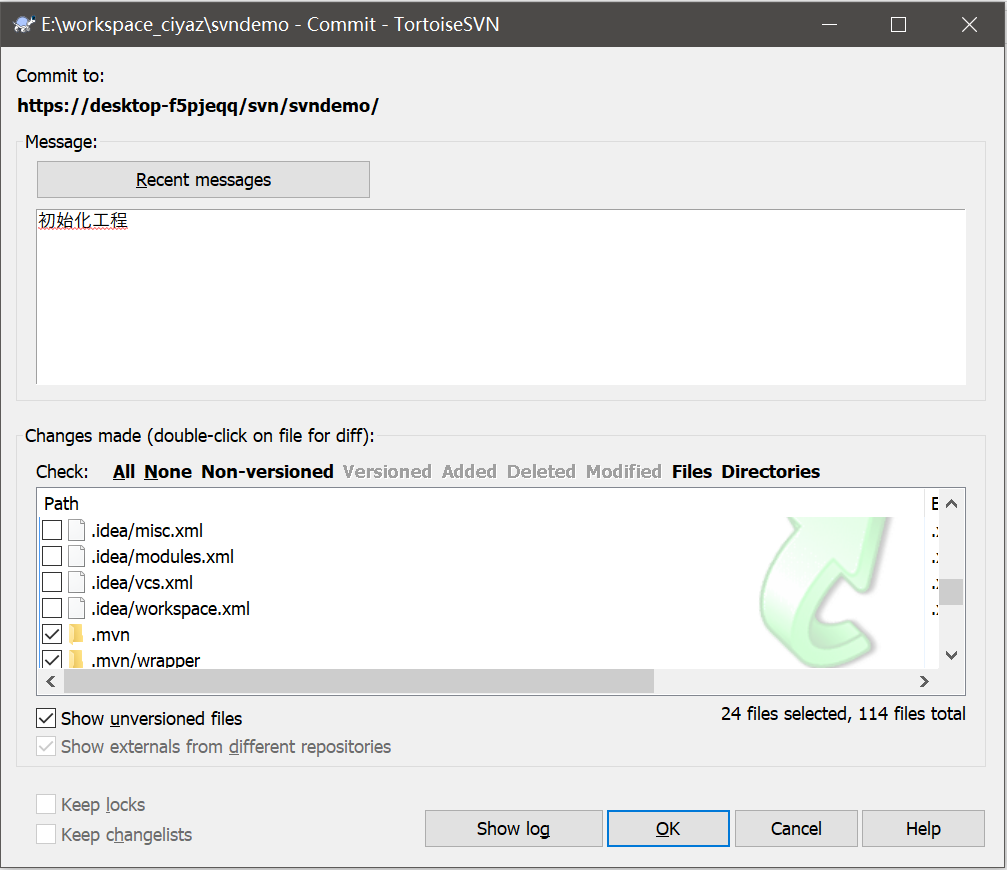 E:\workspace_ciyaz\svndemo - Commit - TortoiseSVN
Commit to:
https://desktop-f5pjeqq/svn/svndemo/
Message:
Recent messages
初始化工程
Changes made (double-click on file for diff):
Check: All None Non-versioned Versioned Added Deleted Modified Files Directories
Path
.idea/misc.xml
.idea/modules.xml
.idea/vcs.xml
.idea/workspace.xml
.mvn
.mvn/wrapper
Show unversioned files
24 files selected, 114 files total
Show externals from different repositories
Keep locks
Keep changelists
Show log OK Cancel Help